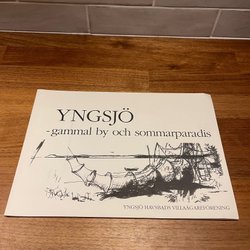 YNGSJÖ
-gammal by och sommarparadis
YNGSJÖ HAVSBADS VILLAÄGAREFÖRENING